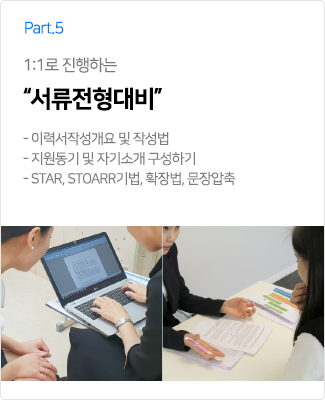 Part.5
1:1로 진행하는
“서류전형대비”
- 이력서작성개요 및 작성법
- 지원동기 및 자기소개 구성하기
- STAR, STOARR기법, 확장법, 문장압축